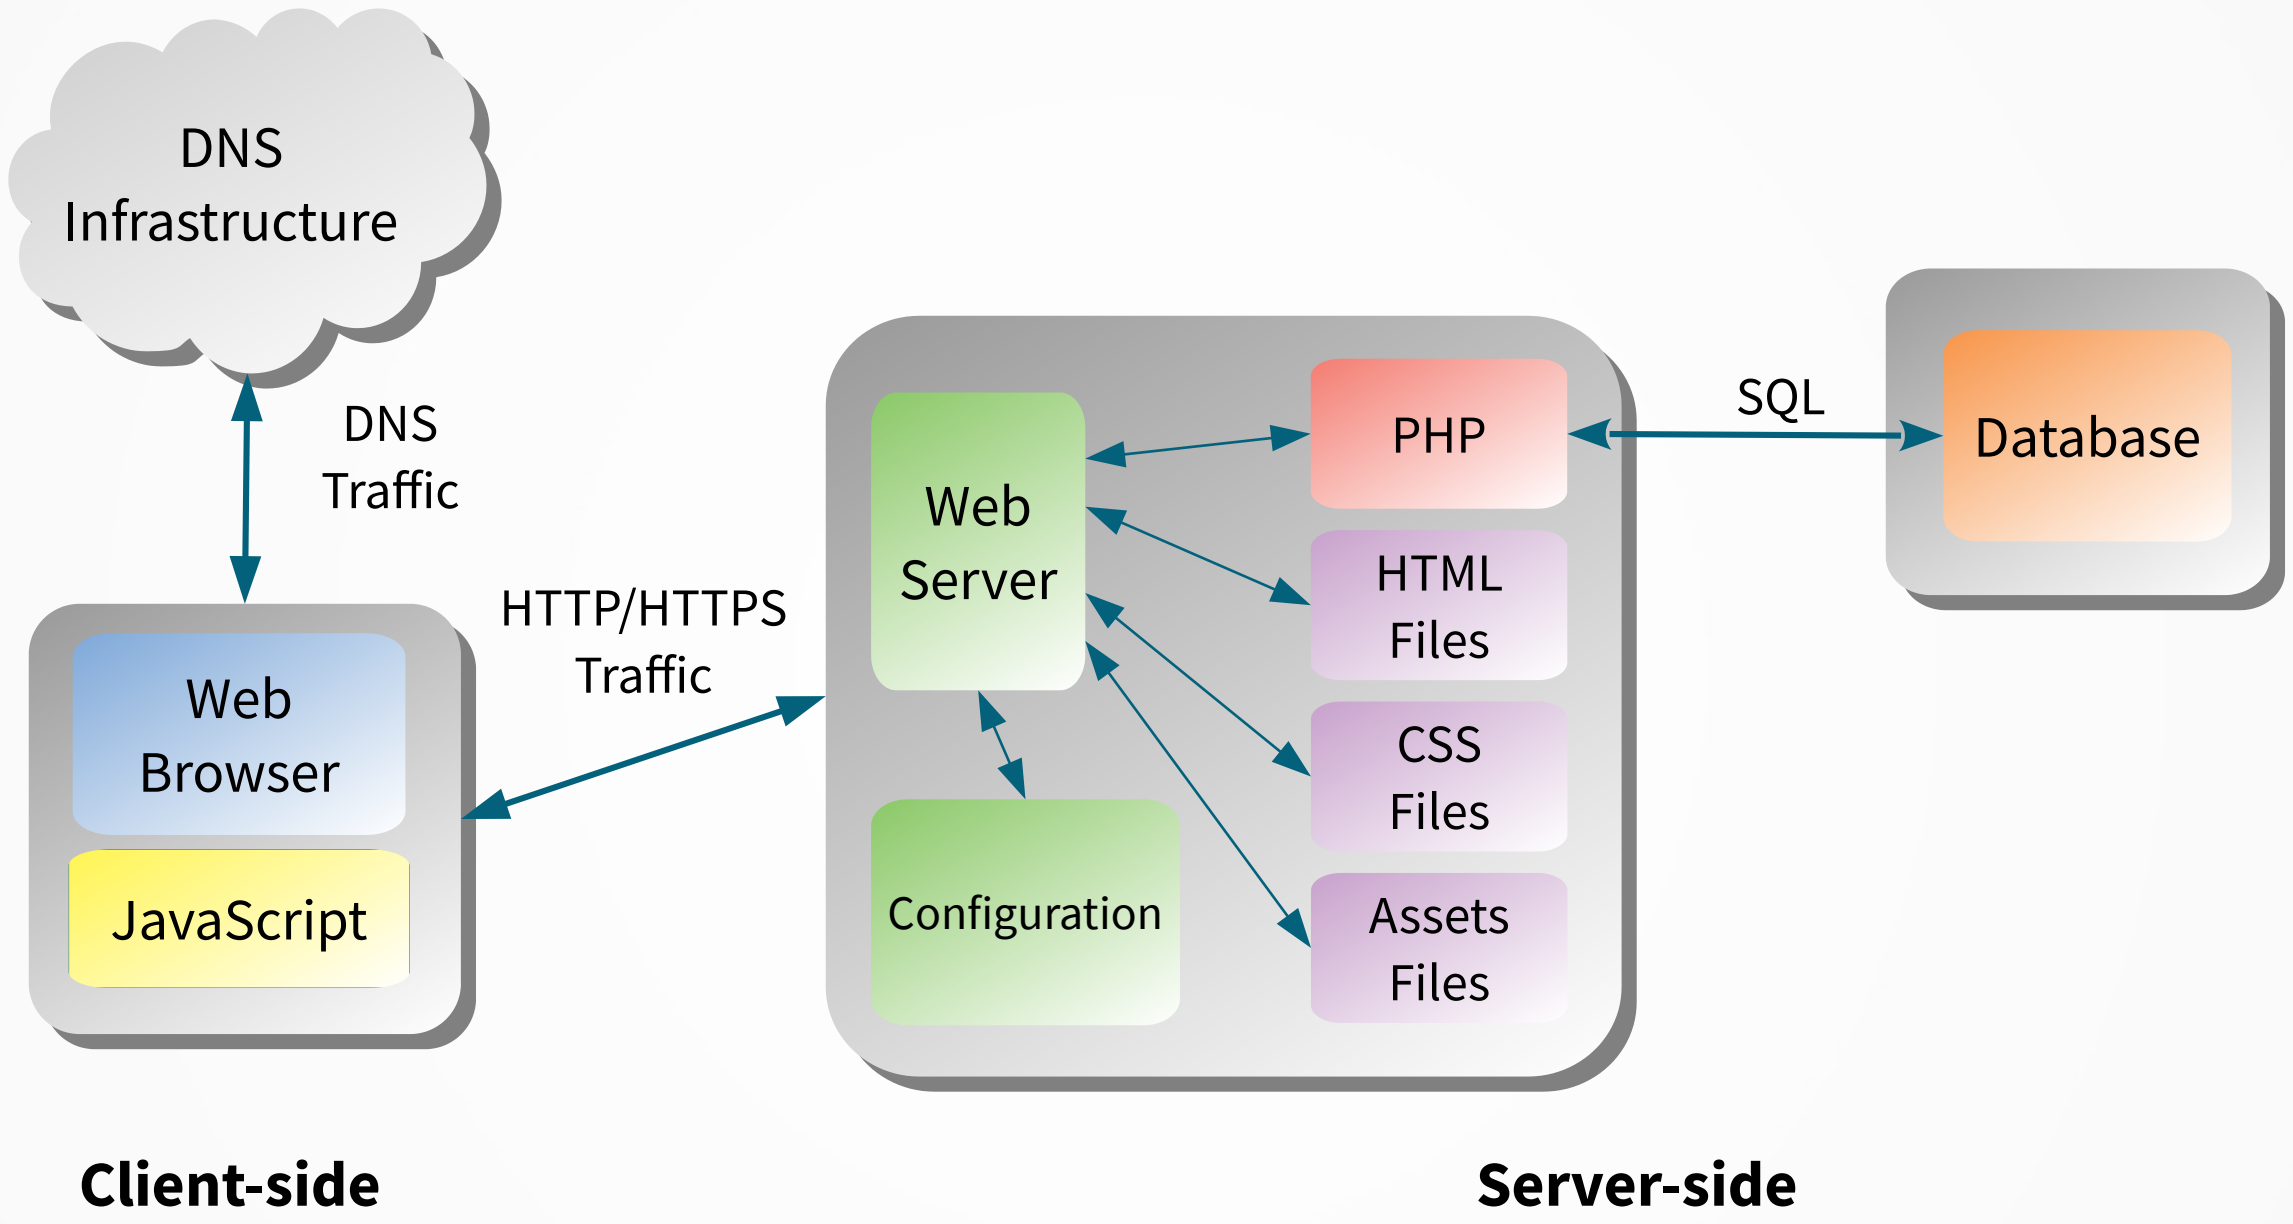 DNS
Infrastructure
DNS
Traffic
Web
Browser
JavaScript
HTTP/HTTPS
Traffic
Web
Server
Configuration
PHP
HTML
Files
CSS
Files
Assets
Files
SQL
Database
Client-side
Server-side